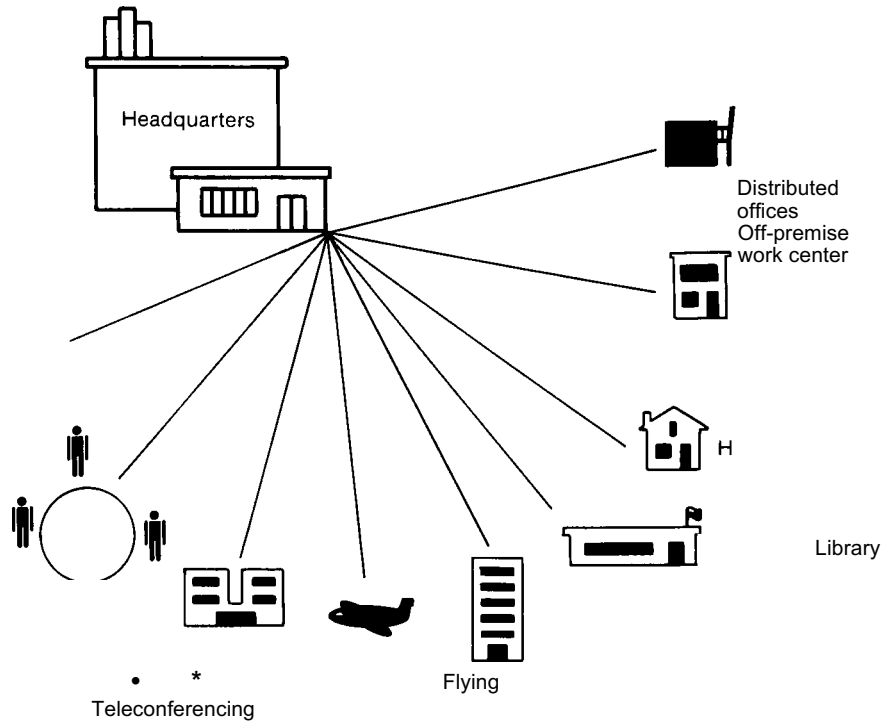 Headquarters
Distributed
offices
Off-premise
work center
H
Library
• *
Flying
Teleconferencing